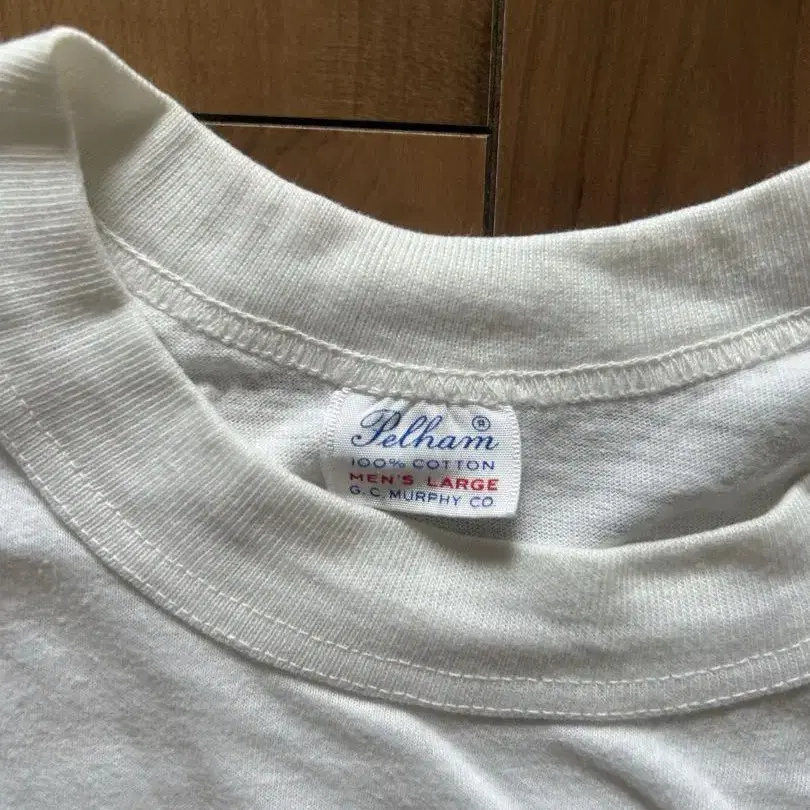 Pelham ®
100% COTTON
MEN'S LARGE
G. C. MURPHY CO